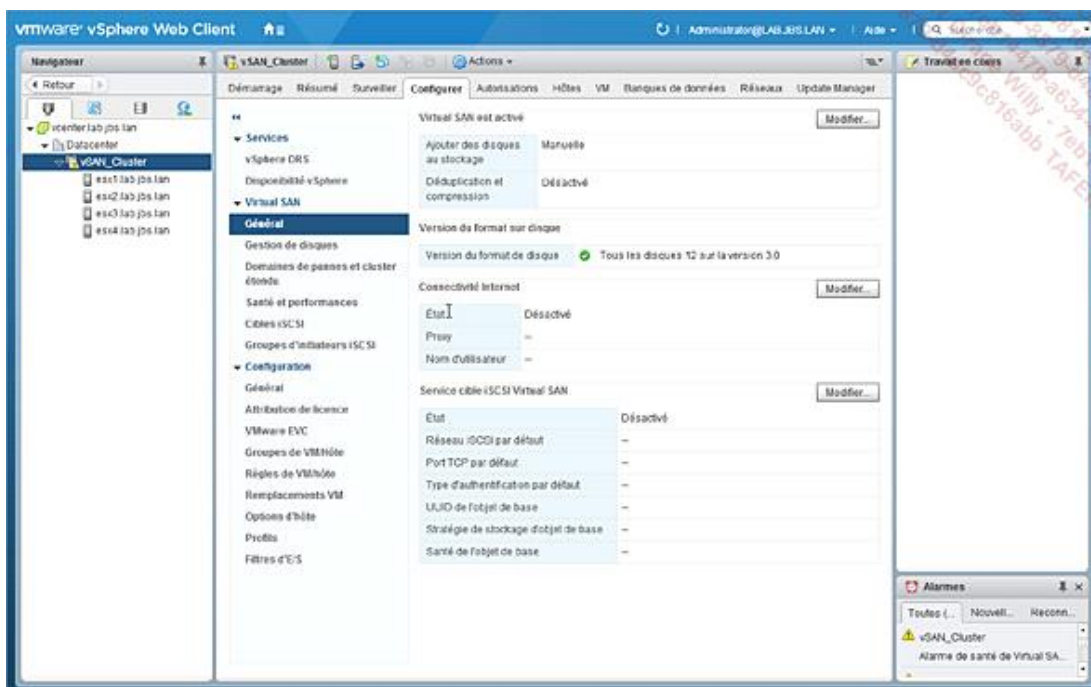 vmware® vSphere Web Client
Administrator@LAB.JBS.LAN
Aide
Navigateur
Retour
vcenter.lab.jbs.lan
Datacenter
vSAN_Cluster
esx1.lab.jbs.lan
esx2.lab.jbs.lan
esx3.lab.jbs.lan
esx4.lab.jbs.lan
vSAN_Cluster
Actions
Démarrage Résumé Surveiller Configurer Autorisations Hôtes VM Banques de données Réseaux Update Manager
Services
vSphere DRS
Disponibilité vSphere
Virtual SAN
Général
Gestion de disques
Domaines de pannes et cluster
étendu
Santé et performances
Cibles iSCSI
Groupes d'initiateurs iSCSI
Configuration
Général
Attribution de licence
VMware EVC
Groupes de VM/hôte
Règles de VM/hôte
Remplacements VM
Options d'hôte
Profils
Filtres d'E/S
Virtual SAN est activé
Modifier...
Ajouter des disques
au stockage
Manuelle
Déduplication et
compression
Désactivé
Version du format sur disque
Version du format de disque
Tous les disques 12 sur la version 3.0
Connectivité Internet
Modifier...
État
Désactivé
Proxy
--
Nom d'utilisateur
--
Service cible iSCSI Virtual SAN
Modifier...
État
Désactivé
Réseau iSCSI par défaut
--
Port TCP par défaut
--
Type d'authentification par défaut
--
UUID de l'objet de base
--
Stratégie de stockage d'objet de base
--
Santé de l'objet de base
--
Travail en cours
Alarmes
Toutes (... Nouvell... Reconn...
vSAN_Cluster
Alarme de santé de Virtual SA...